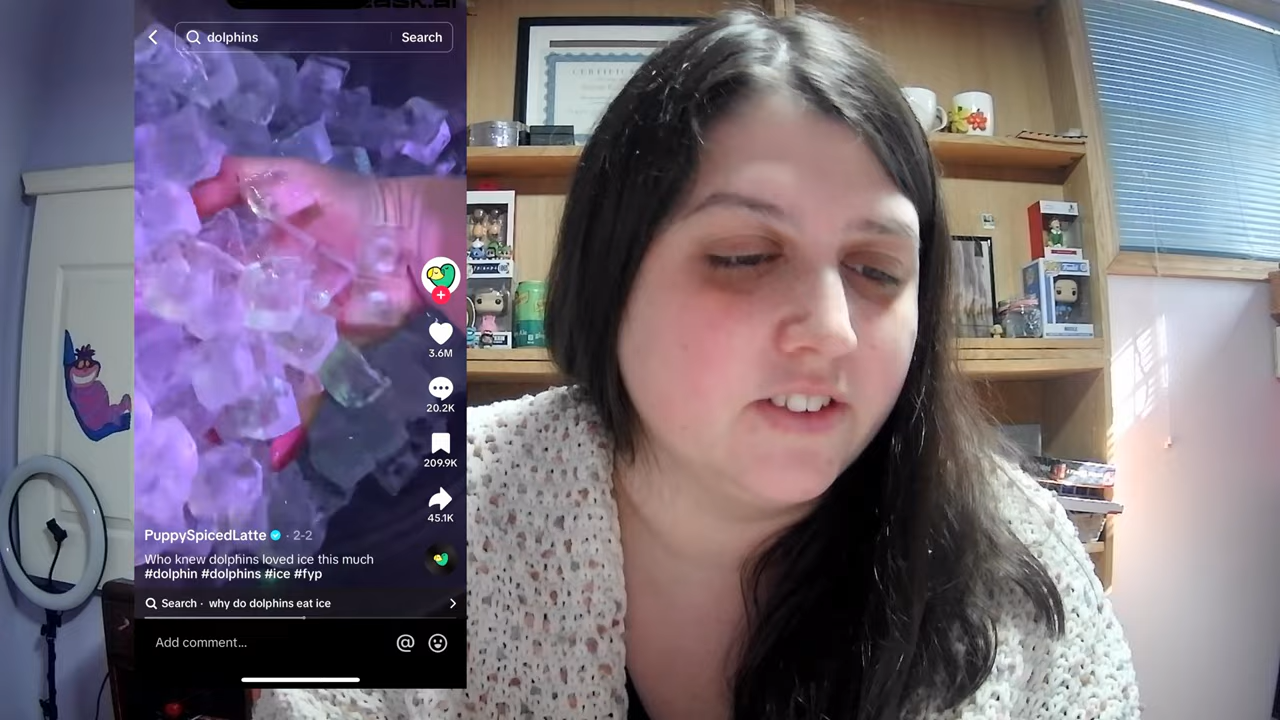 dolphins
Search
3.6M
20.2K
209.9K
45.1K
PuppySpicedLatte · 2-2
Who knew dolphins loved ice this much
#dolphin #dolphins #ice #fyp
Search · why do dolphins eat ice
Add comment...